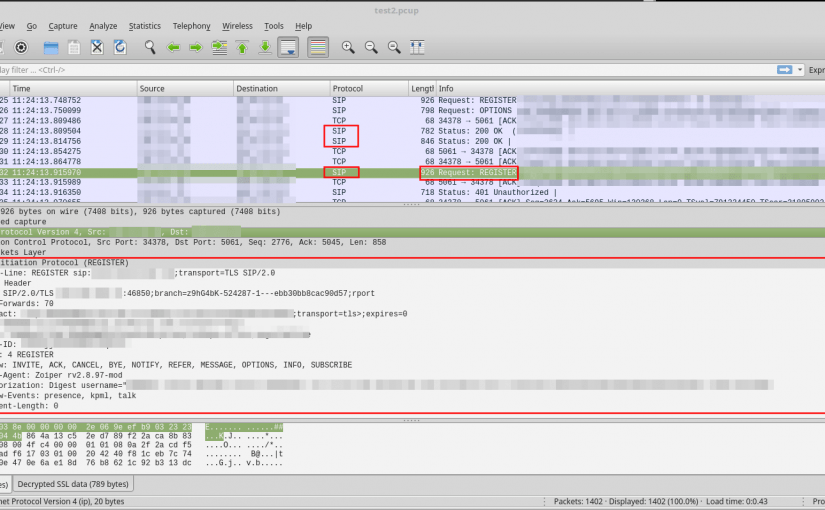 test2.pcup
View Go Capture Analyze Statistics Telephony Wireless Tools Help
lay filter ... <Ctrl-/> Expr
Time Source Destination Protocol Lengtl Info
25 11:24:13.748752 SIP 926 Request: REGISTER
26 11:24:13.750099 SIP 798 Request: OPTIONS
27 11:24:13.809486 TCP 68 34378 → 5061 [ACK
28 11:24:13.809504 SIP 782 Status: 200 OK (
29 11:24:13.814756 SIP 846 Status: 200 OK |
30 11:24:13.854275 TCP 68 5061 → 34378 [ACK]
31 11:24:13.864778 TCP 68 34378 → 5061 [ACK]
32 11:24:13.915970 SIP 926 Request: REGISTER
33 11:24:13.915989 TCP 68 5061 → 34378 [ACK]
34 11:24:13.916350 SIP 718 Status: 401 Unauthorized |
926 bytes on wire (7408 bits), 926 bytes captured (7408 bits)
ed capture
rotocol Version 4, Src: , Dst:
on Control Protocol, Src Port: 34378, Dst Port: 5061, Seq: 2776, Ack: 5045, Len: 858
kets Layer
itiation Protocol (REGISTER)
-Line: REGISTER sip: ;transport=TLS SIP/2.0
Header
SIP/2.0/TLS :46850;branch=z9hG4bK-524287-1---ebb30bb8cac90d57;rport
Forwards: 70
act: ;transport=tls>;expires=0
-ID:
: 4 REGISTER
w: INVITE, ACK, CANCEL, BYE, NOTIFY, REFER, MESSAGE, OPTIONS, INFO, SUBSCRIBE
-Agent: Zoiper rv2.8.97-mod
orization: Digest username="
w-Events: presence, kpml, talk
ent-Length: 0
03 8e 00 00 00 00 2e 06 9e ef b9 03 23 23 E....... ......##
04 4b 86 4a 13 c5 2e d7 89 f2 2a ca 8b 83 ...K.J.. ....*...
08 00 4f c4 00 00 01 01 08 0a 2f 2a cd f5 ....O... ..../*..
ad f6 17 03 01 00 20 42 40 f8 1c eb 7c 74 ........ B@...|t
0e 47 0e 6a e1 8d 76 b8 62 1c 92 b3 13 dc ...G.j.. v.b.....
es) Decrypted SSL data (789 bytes)
net Protocol Version 4 (ip), 20 bytes Packets: 1402 · Displayed: 1402 (100.0%) · Load time: 0:0.43 Pro